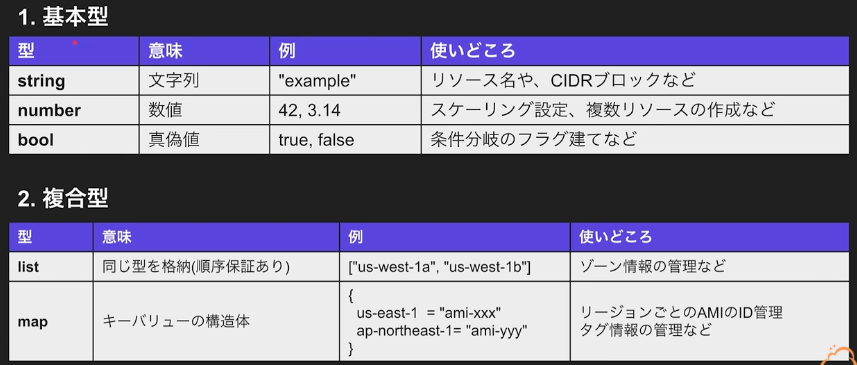 1. 基本型
型 意味 例 使いどころ
string 文字列 "example" リソース名や、CIDRブロックなど
number 数値 42, 3.14 スケーリング設定、複数リソースの作成など
bool 真偽値 true, false 条件分岐のフラグ建てなど
2. 複合型
型 意味 例 使いどころ
list 同じ型を格納(順序保証あり) ["us-west-1a", "us-west-1b"] ゾーン情報の管理など
map キーバリューの構造体
{
us-east-1 = "ami-xxx"
ap-northeast-1= "ami-yyy"
}
リージョンごとのAMIのID管理
タグ情報の管理など